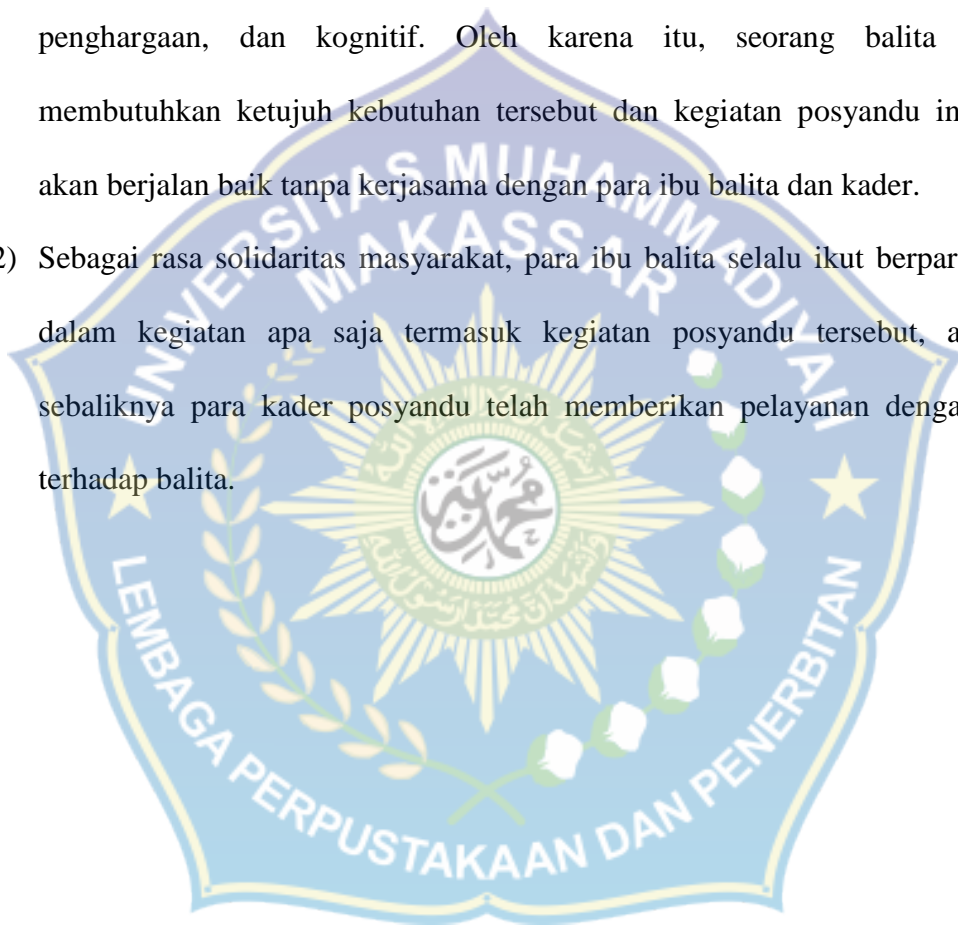 penghargaan, dan kognitif. Oleh karena itu, seorang balita
membutuhkan ketujuh kebutuhan tersebut dan kegiatan posyandu in
akan berjalan baik tanpa kerjasama dengan para ibu balita dan kader.
2) Sebagai rasa solidaritas masyarakat, para ibu balita selalu ikut berpar
dalam kegiatan apa saja termasuk kegiatan posyandu tersebut, a
sebaliknya para kader posyandu telah memberikan pelayanan denga
terhadap balita.
UNIVERSITAS MUHAMMADIYAH
MAKASSAR
محمد
LEMBAGA PERPUSTAKAAN DAN PENERBITAN